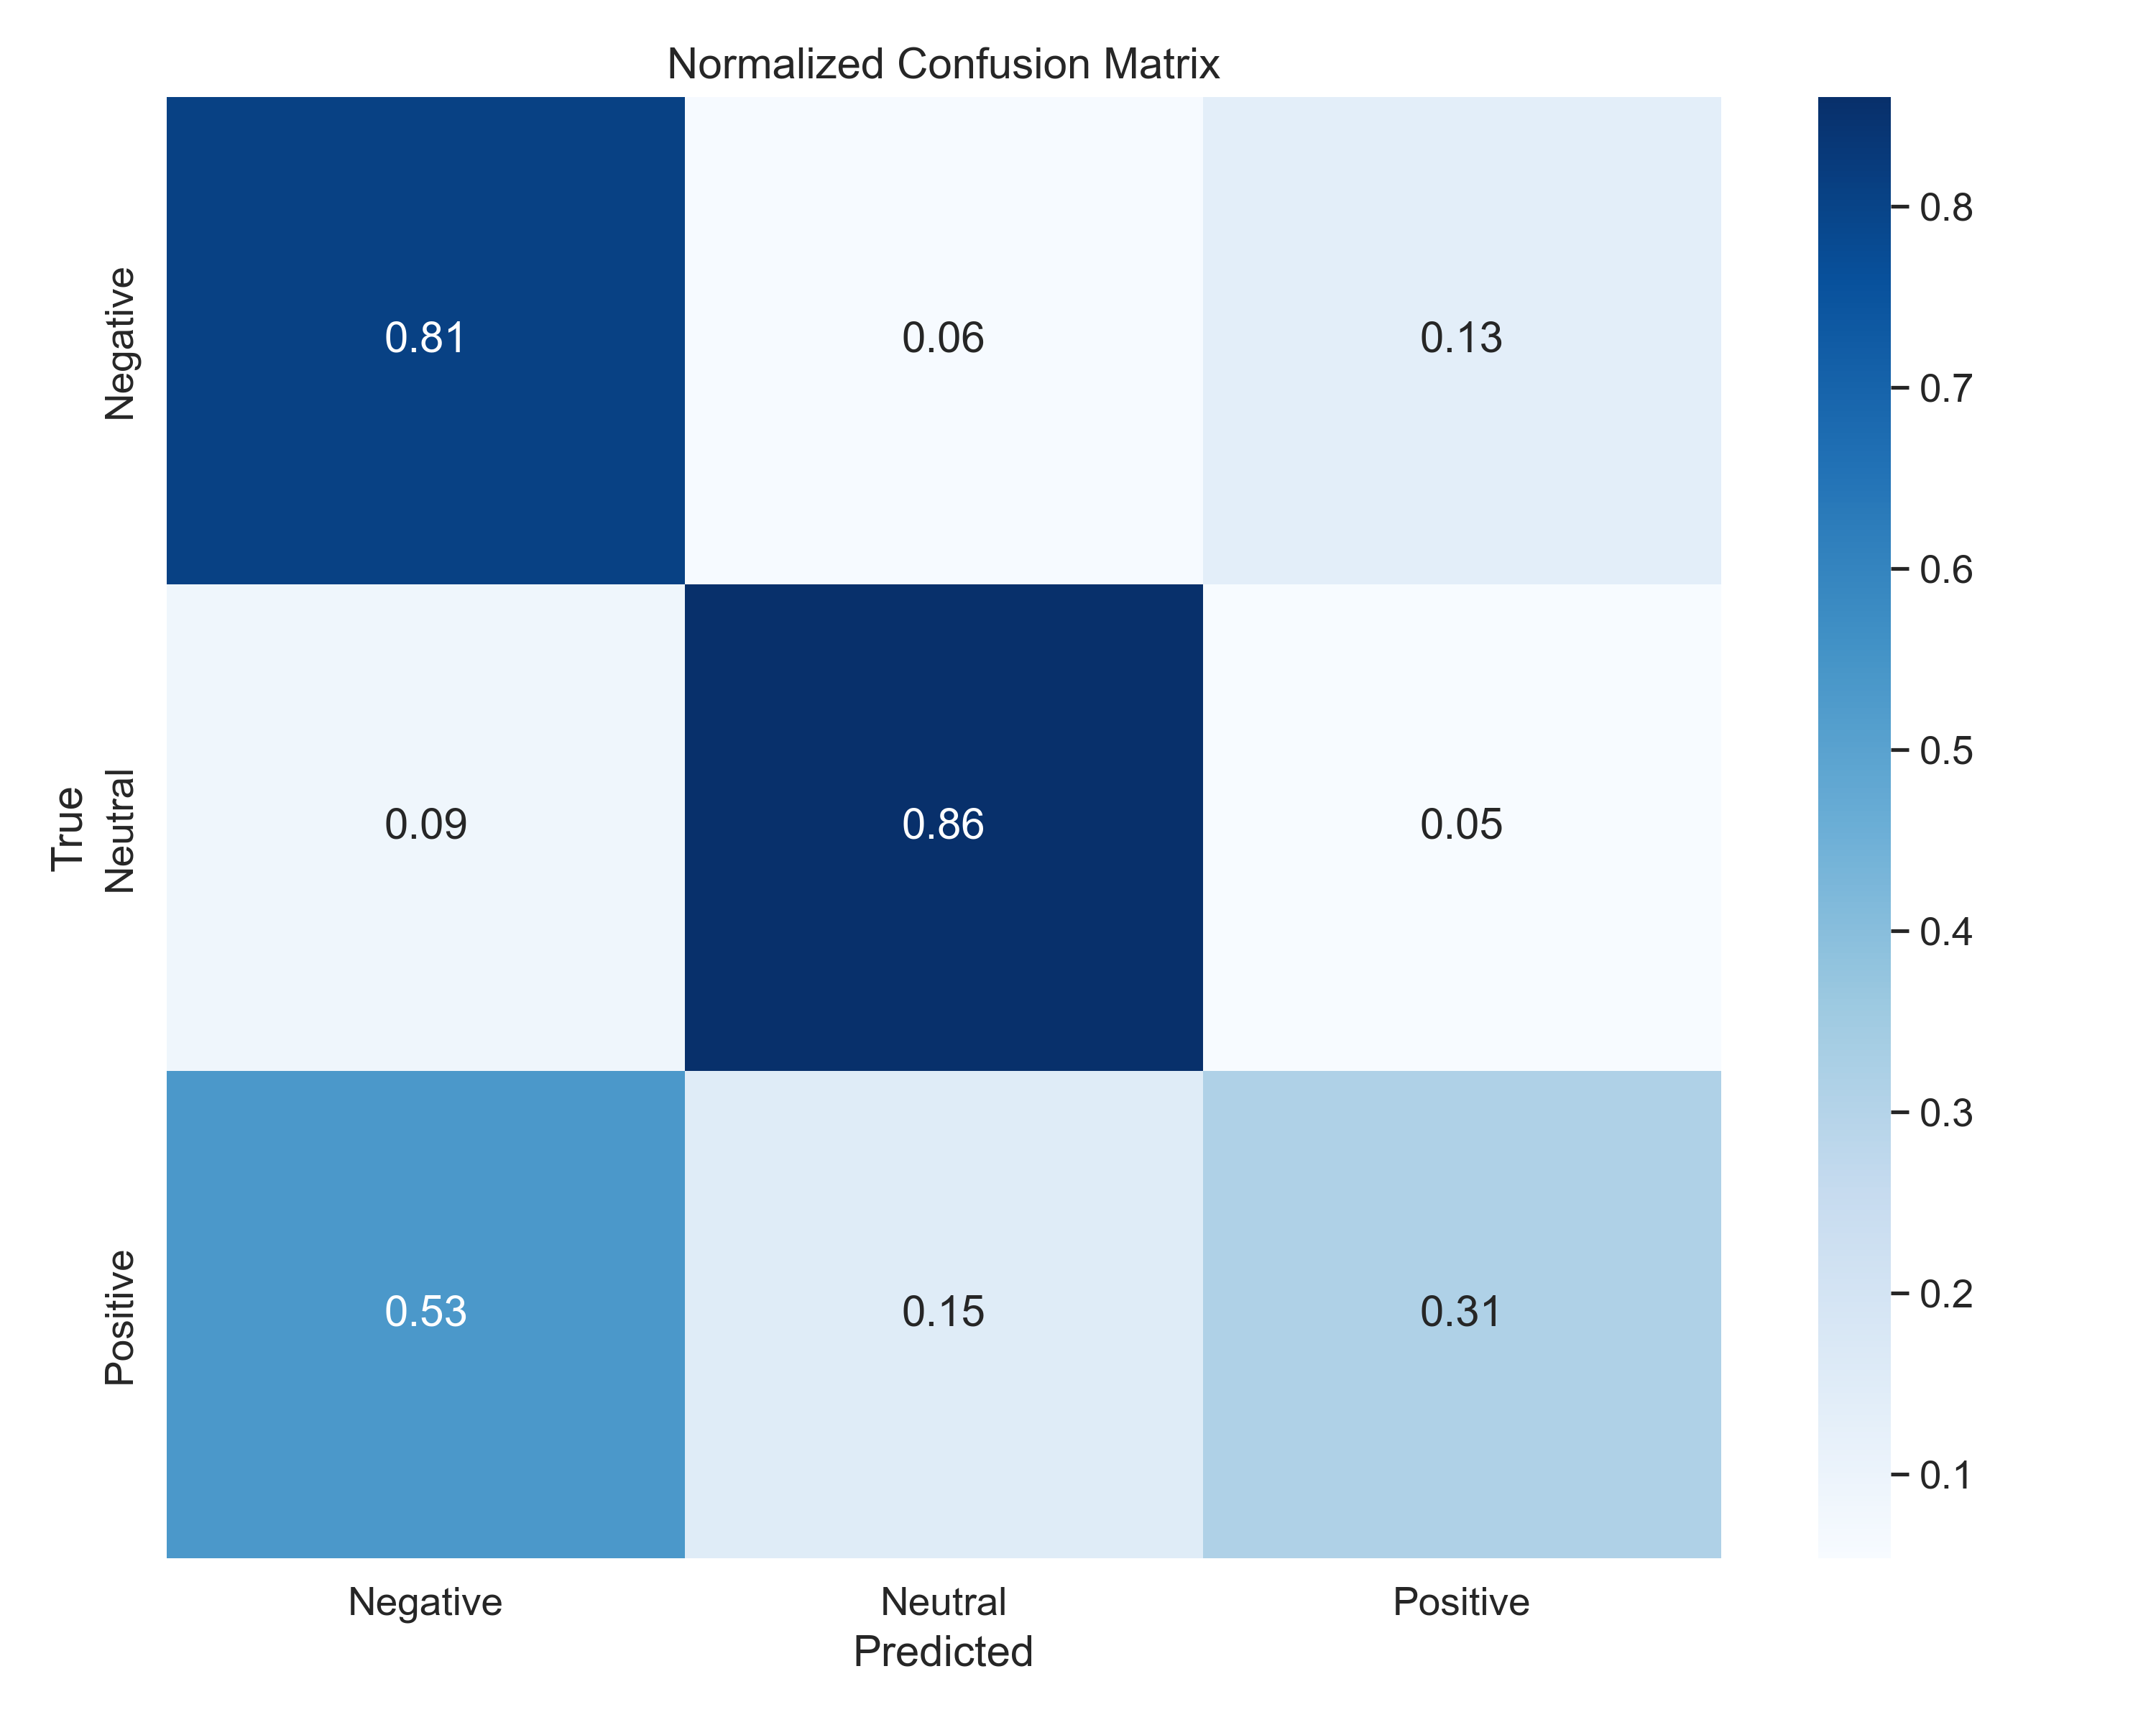 Normalized Confusion Matrix
Negative
0.81
0.06
0.13
True
Neutral
0.09
0.86
0.05
Positive
0.53
0.15
0.31
Negative
Neutral
Positive
Predicted
0.8
0.7
0.6
0.5
0.4
0.3
0.2
0.1